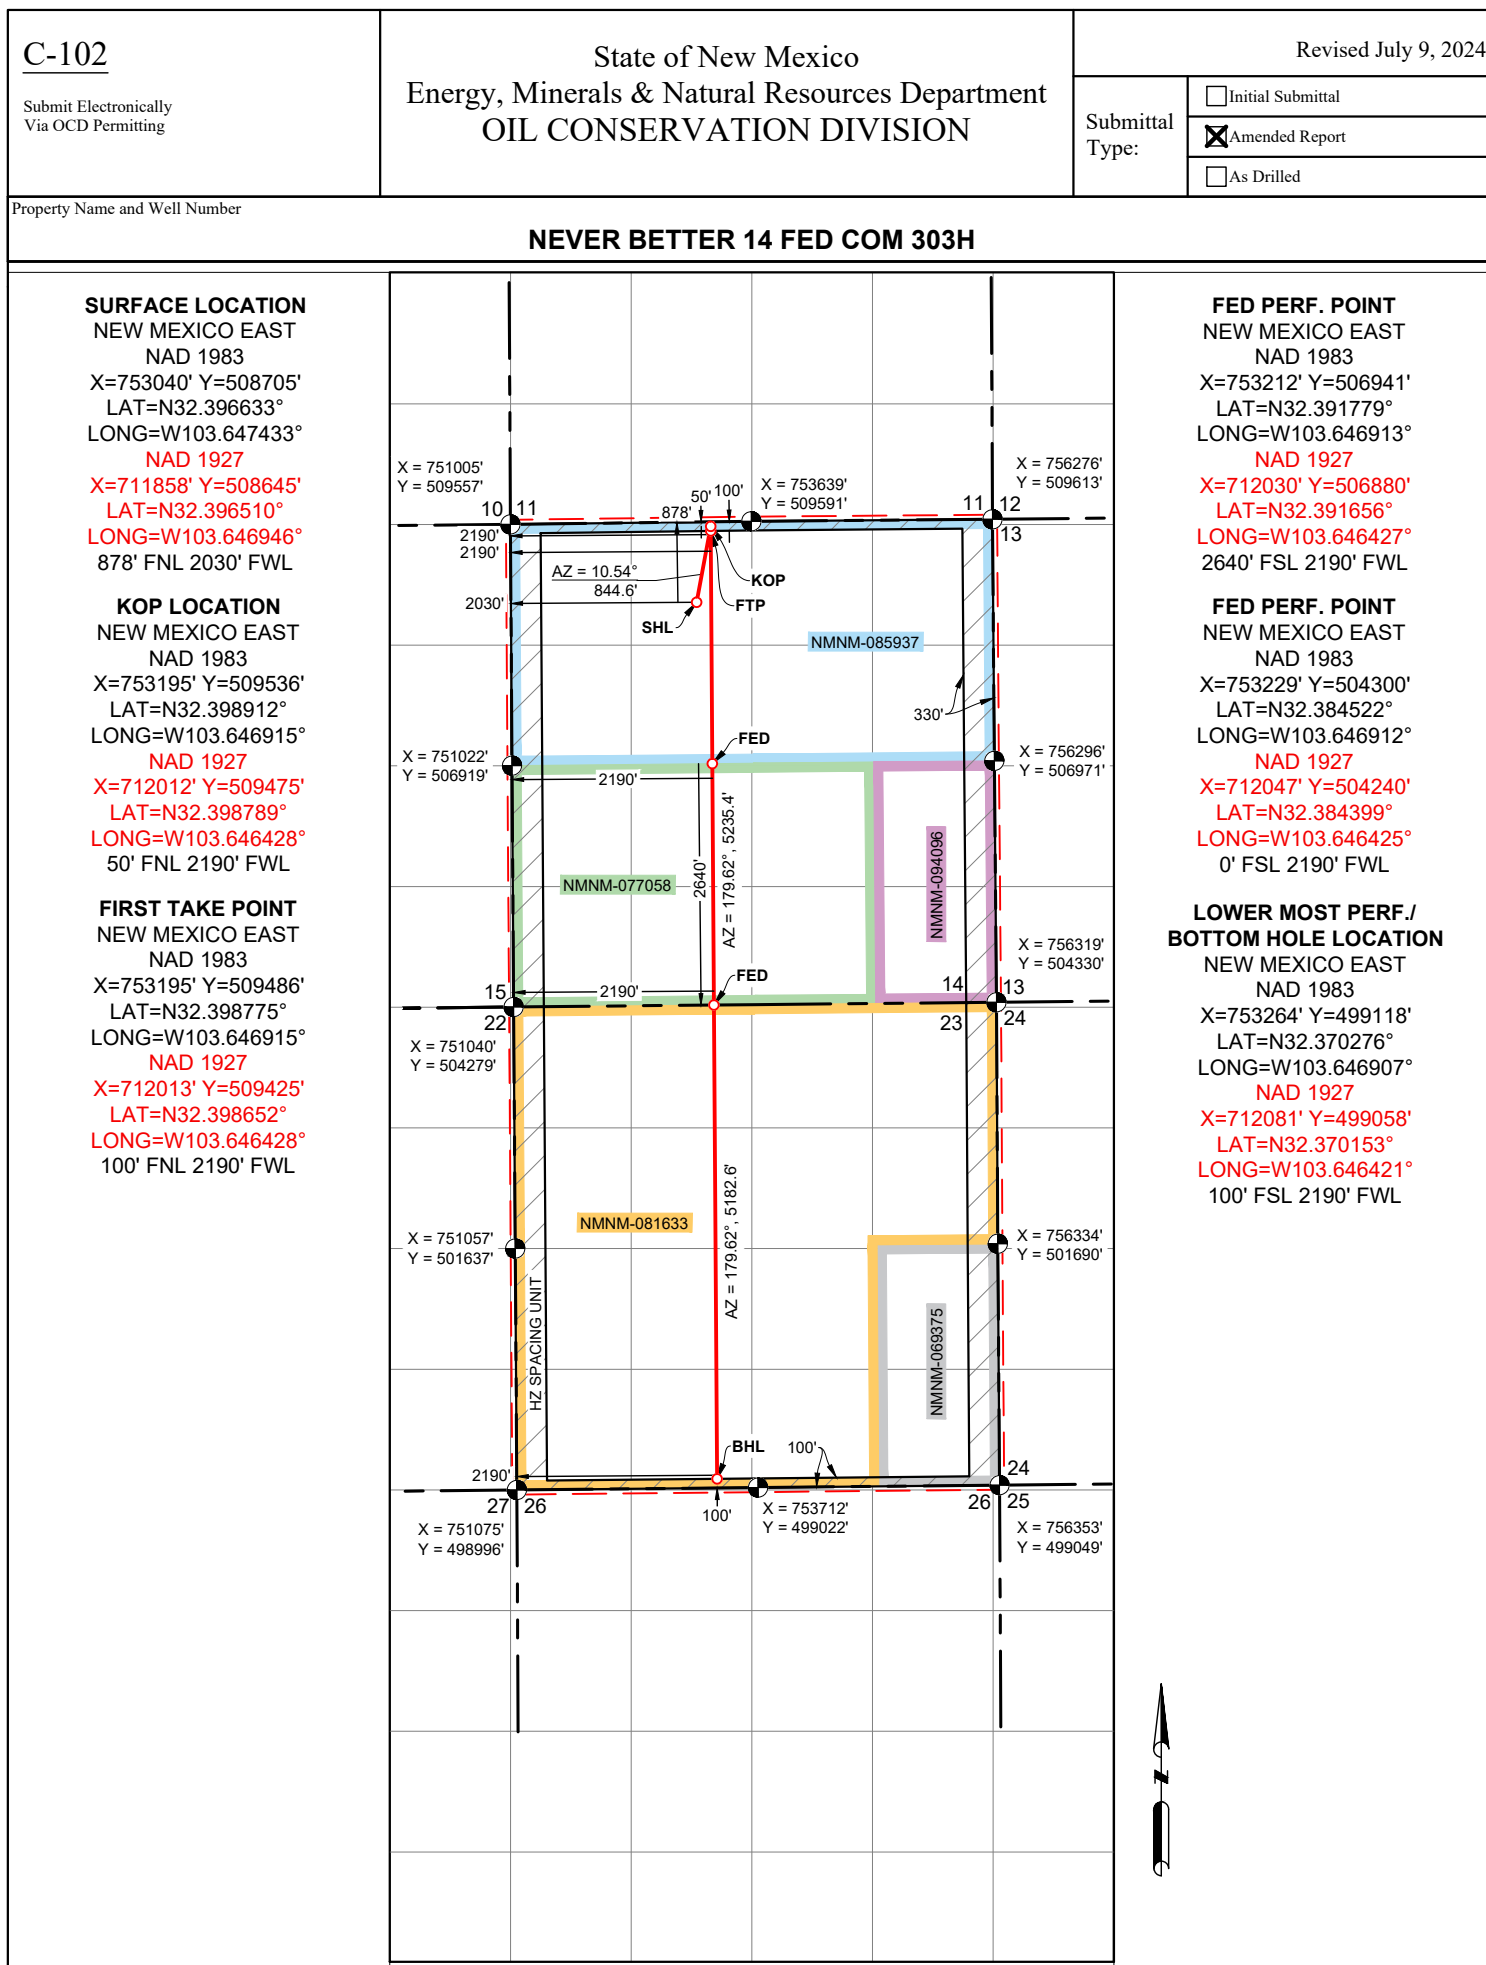 C-102
Submit Electronically
Via OCD Permitting
State of New Mexico
Energy, Minerals & Natural Resources Department
OIL CONSERVATION DIVISION
Revised July 9, 2024
Submittal
Type:
Initial Submittal
Amended Report
As Drilled
Property Name and Well Number
NEVER BETTER 14 FED COM 303H
SURFACE LOCATION
NEW MEXICO EAST
NAD 1983
X=753040' Y=508705'
LAT=N32.396633°
LONG=W103.647433°
NAD 1927
X=711858' Y=508645'
LAT=N32.396510°
LONG=W103.646946°
878' FNL 2030' FWL
KOP LOCATION
NEW MEXICO EAST
NAD 1983
X=753195' Y=509536'
LAT=N32.398912°
LONG=W103.646915°
NAD 1927
X=712012' Y=509475'
LAT=N32.398789°
LONG=W103.646428°
50' FNL 2190' FWL
FIRST TAKE POINT
NEW MEXICO EAST
NAD 1983
X=753195' Y=509486'
LAT=N32.398775°
LONG=W103.646915°
NAD 1927
X=712013' Y=509425'
LAT=N32.398652°
LONG=W103.646428°
100' FNL 2190' FWL
X = 751005'
Y = 509557'
X = 753639'
Y = 509591'
X = 756276'
Y = 509613'
50'
100'
878'
10
11
11
12
13
2190'
2190'
AZ = 10.54°
844.6'
2030'
SHL
KOP
FTP
NMNM-085937
330'
FED
X = 751022'
Y = 506919'
X = 756296'
Y = 506971'
2190'
2640'
AZ = 179.62°, 5235.4'
NMNM-077058
NMNM-094096
X = 756319'
Y = 504330'
FED
2190'
15
14
13
22
23
24
X = 751040'
Y = 504279'
AZ = 179.62°, 5182.6'
NMNM-081633
X = 751057'
Y = 501637'
X = 756334'
Y = 501690'
HZ SPACING UNIT
NMNM-069375
BHL
100'
2190'
24
27
26
26
25
100'
X = 753712'
Y = 499022'
X = 751075'
Y = 498996'
X = 756353'
Y = 499049'
FED PERF. POINT
NEW MEXICO EAST
NAD 1983
X=753212' Y=506941'
LAT=N32.391779°
LONG=W103.646913°
NAD 1927
X=712030' Y=506880'
LAT=N32.391656°
LONG=W103.646427°
2640' FSL 2190' FWL
FED PERF. POINT
NEW MEXICO EAST
NAD 1983
X=753229' Y=504300'
LAT=N32.384522°
LONG=W103.646912°
NAD 1927
X=712047' Y=504240'
LAT=N32.384399°
LONG=W103.646425°
0' FSL 2190' FWL
LOWER MOST PERF./
BOTTOM HOLE LOCATION
NEW MEXICO EAST
NAD 1983
X=753264' Y=499118'
LAT=N32.370276°
LONG=W103.646907°
NAD 1927
X=712081' Y=499058'
LAT=N32.370153°
LONG=W103.646421°
100' FSL 2190' FWL
N